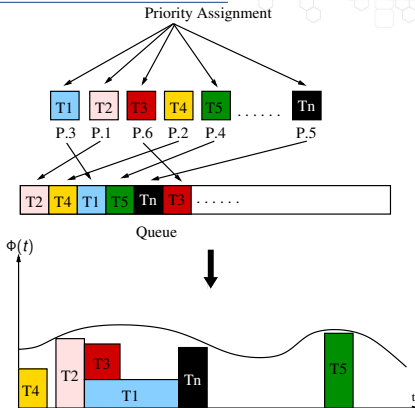 Priority Assignment
T1 T2 T3 T4 T5 ...... Tn
P.3 P.1 P.6 P.2 P.4 P.5
T2 T4 T1 T5 Tn T3 ......
Queue
Φ(t)
T4 T2 T3 T1 Tn T5